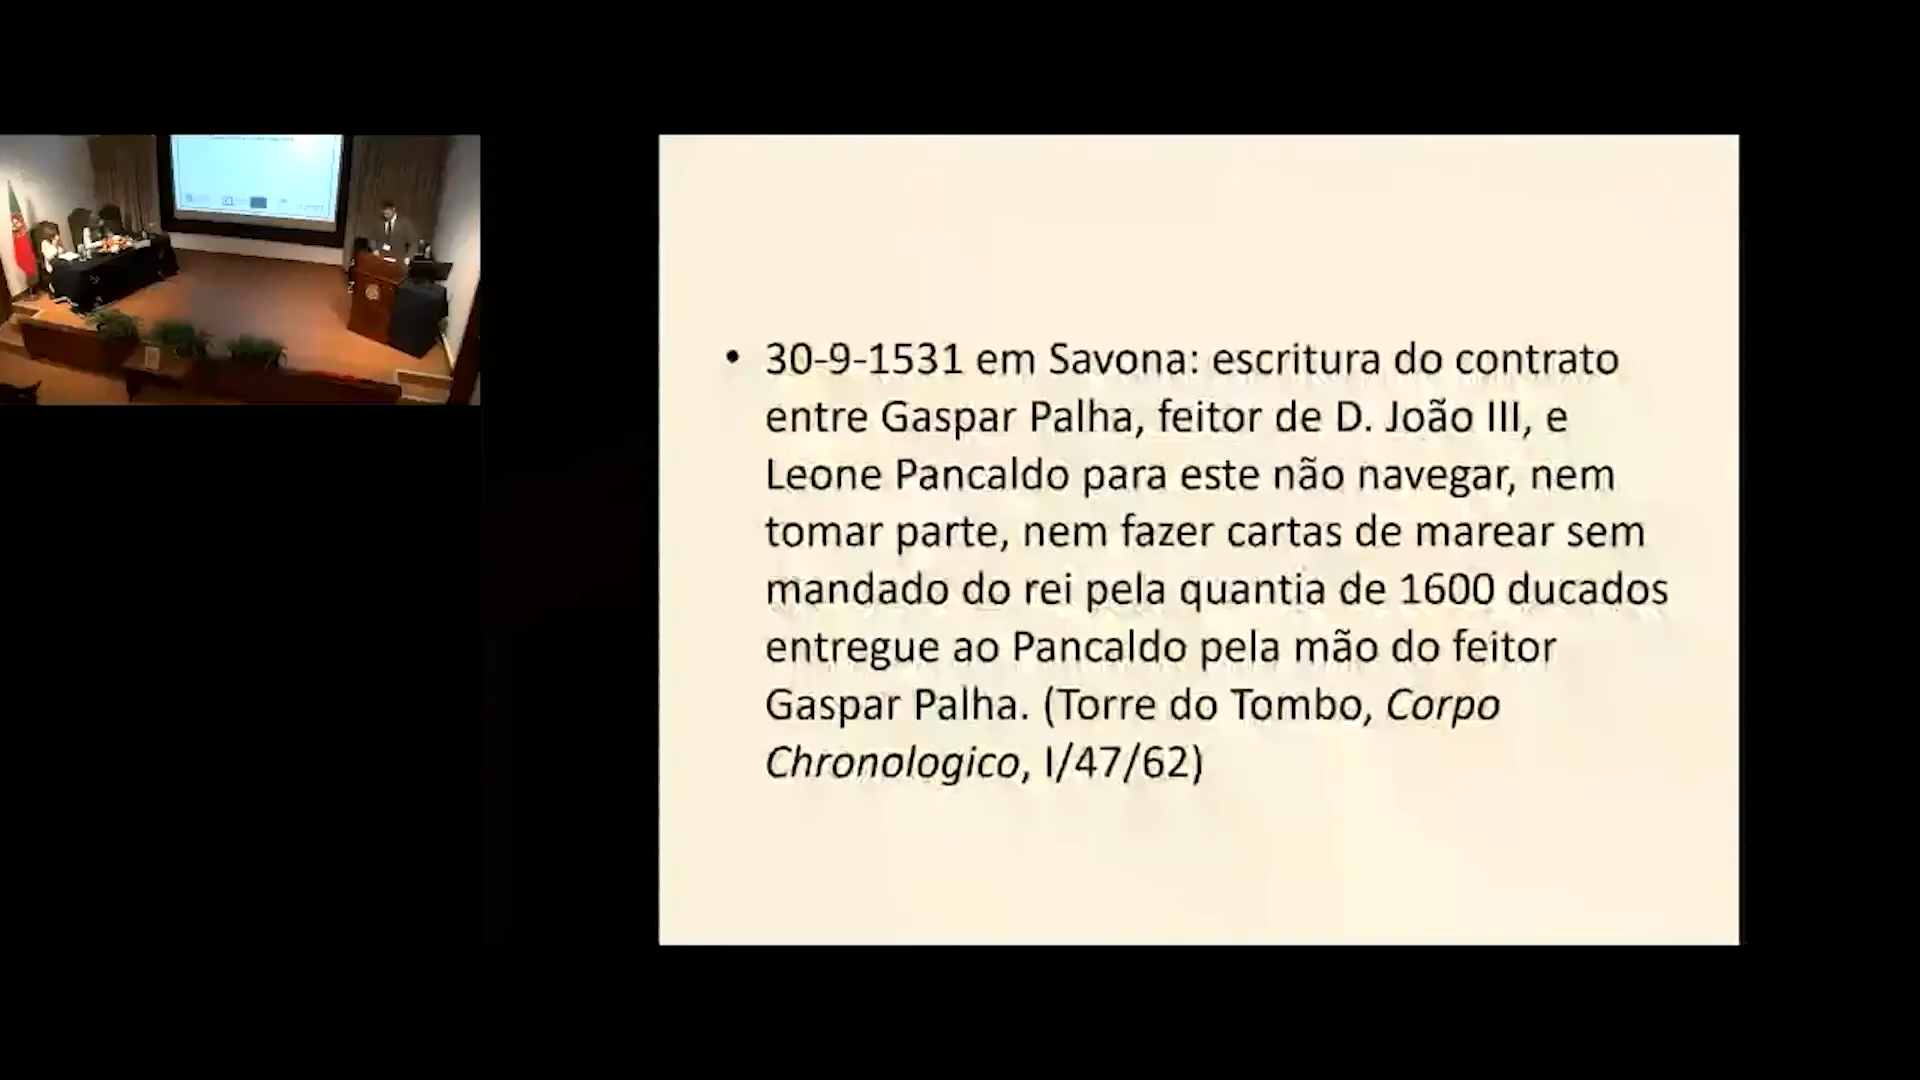 • 30-9-1531 em Savona: escritura do contrato
entre Gaspar Palha, feitor de D. João III, e
Leone Pancaldo para este não navegar, nem
tomar parte, nem fazer cartas de marear sem
mandado do rei pela quantia de 1600 ducados
entregue ao Pancaldo pela mão do feitor
Gaspar Palha. (Torre do Tombo, Corpo
Chronologico, I/47/62)